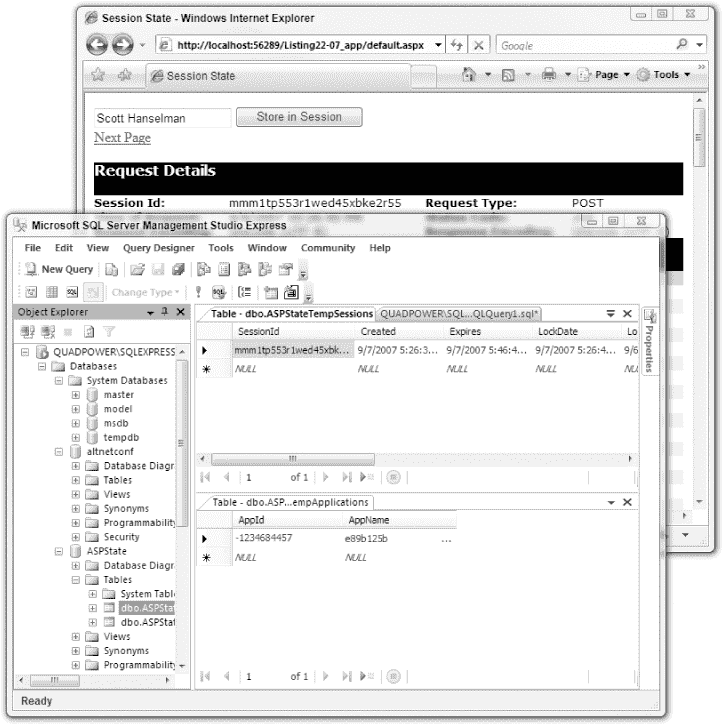 Session State - Windows Internet Explorer
http://localhost:56289/Listing22-07_app/default.aspx
Google
Session State
Page
Tools
Scott Hanselman
Store in Session
Next Page
Request Details
Session Id: mmm1tp553r1wed45xbke2r55 Request Type: POST
Microsoft SQL Server Management Studio Express
File Edit View Query Designer Tools Window Community Help
New Query
Change Type
Object Explorer
QUADPOWER\SQLEXPRESS
Databases
System Databases
master
model
msdb
tempdb
altnetconf
Database Diagr
Tables
Views
Synonyms
Programmability
Security
ASPState
Database Diagr
Tables
System Table
dbo.ASPStat
dbo.ASPStat
Views
Synonyms
Programmability
Table - dbo.ASPStateTempSessions QUADPOWER\SQL...QLQuery1.sql*
SessionId Created Expires LockDate Lo
mmm1tp553r1wed45xbk... 9/7/2007 5:26:3... 9/7/2007 5:46:4... 9/7/2007 5:26:4... 9/6
NULL NULL NULL NULL NULL
1 of 1
Table - dbo.ASP...empApplications
AppId AppName
-1234684457 e89b125b ...
NULL NULL
1 of 1
Properties
Ready